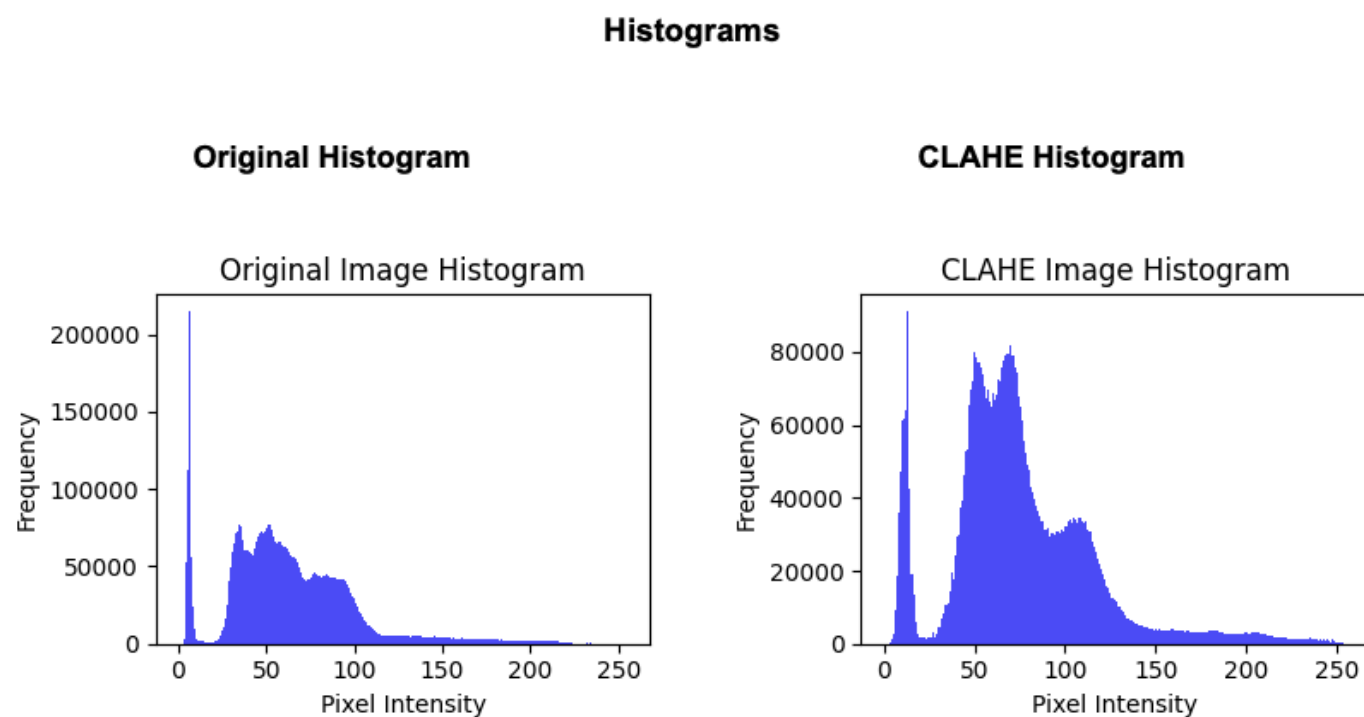 Histograms
Original Histogram
CLAHE Histogram
Original Image Histogram
200000
150000
100000
50000
0
Frequency
0 50 100 150 200 250
Pixel Intensity
CLAHE Image Histogram
80000
60000
40000
20000
0
Frequency
0 50 100 150 200 250
Pixel Intensity